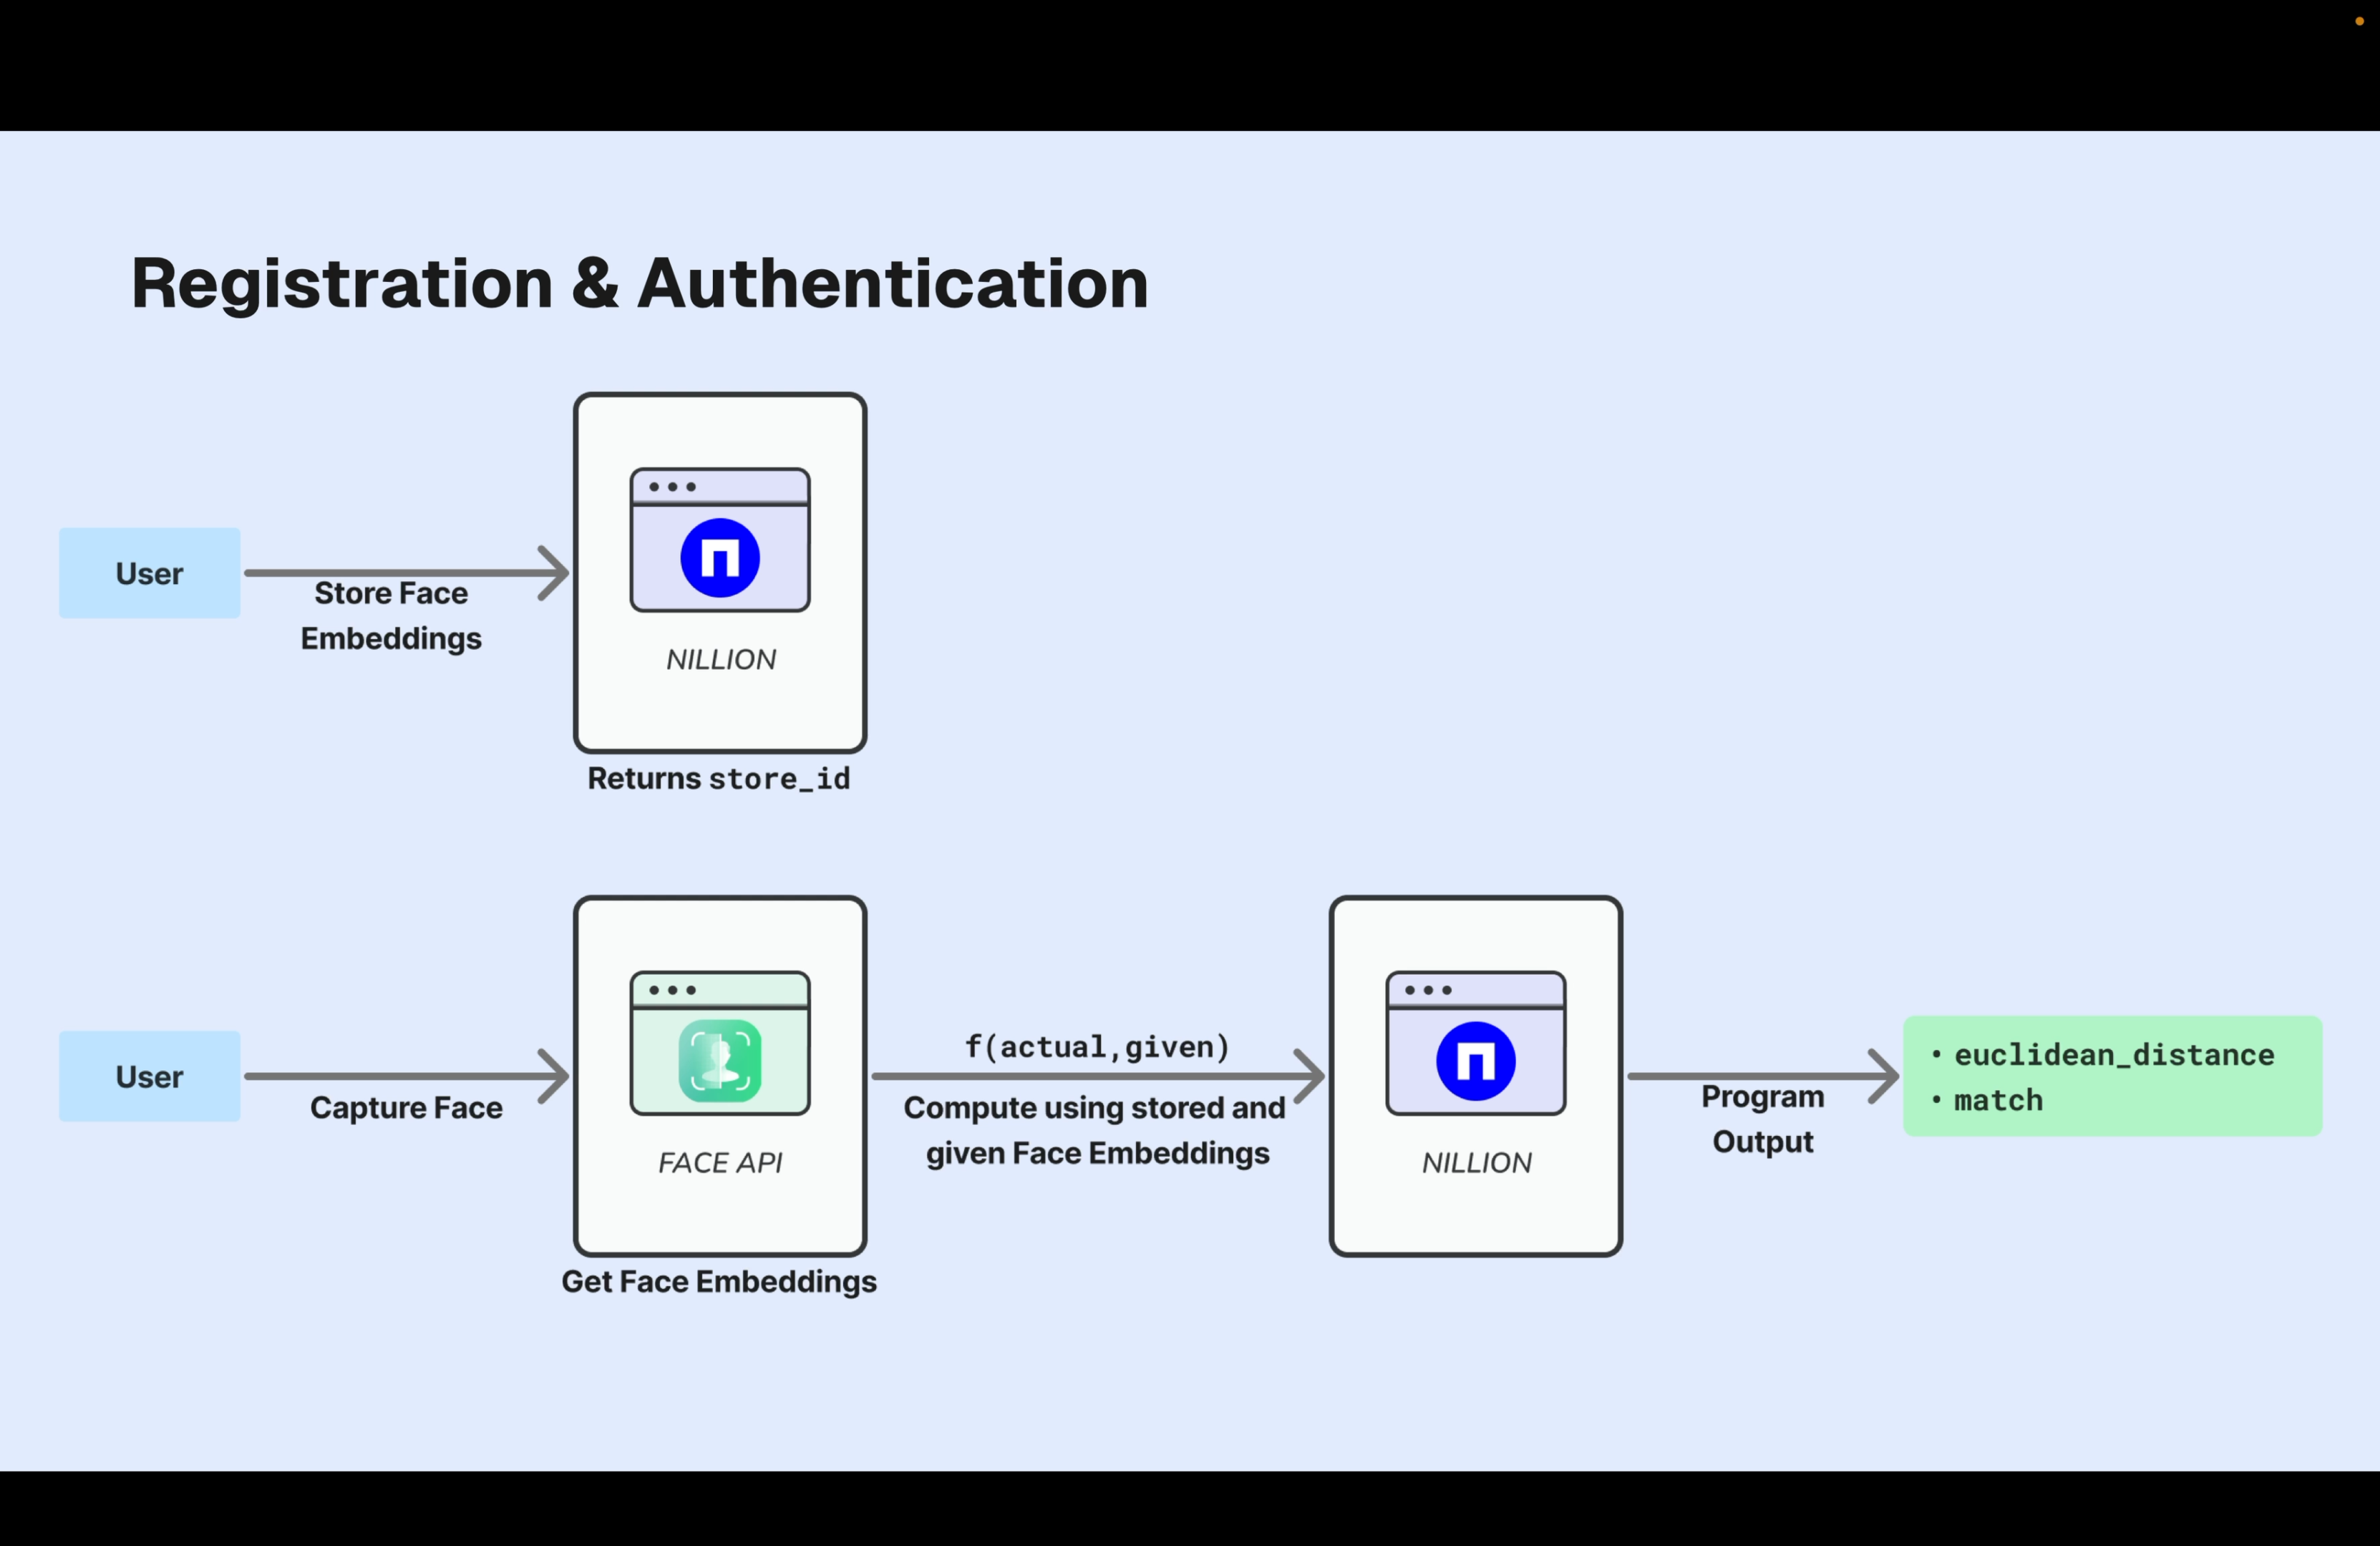 Registration & Authentication
User
Store Face
Embeddings
NILLION
Returns store_id
User
Capture Face
FACE API
Get Face Embeddings
f(actual,given)
Compute using stored and
given Face Embeddings
NILLION
Program
Output
• euclidean_distance
• match